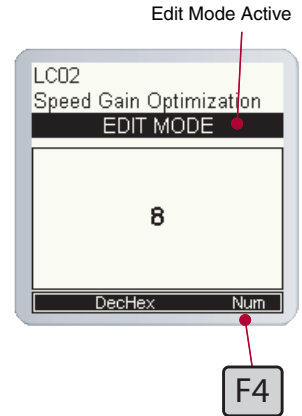 Edit Mode Active
LC02
Speed Gain Optimization
EDIT MODE
8
DecHex Num
F4